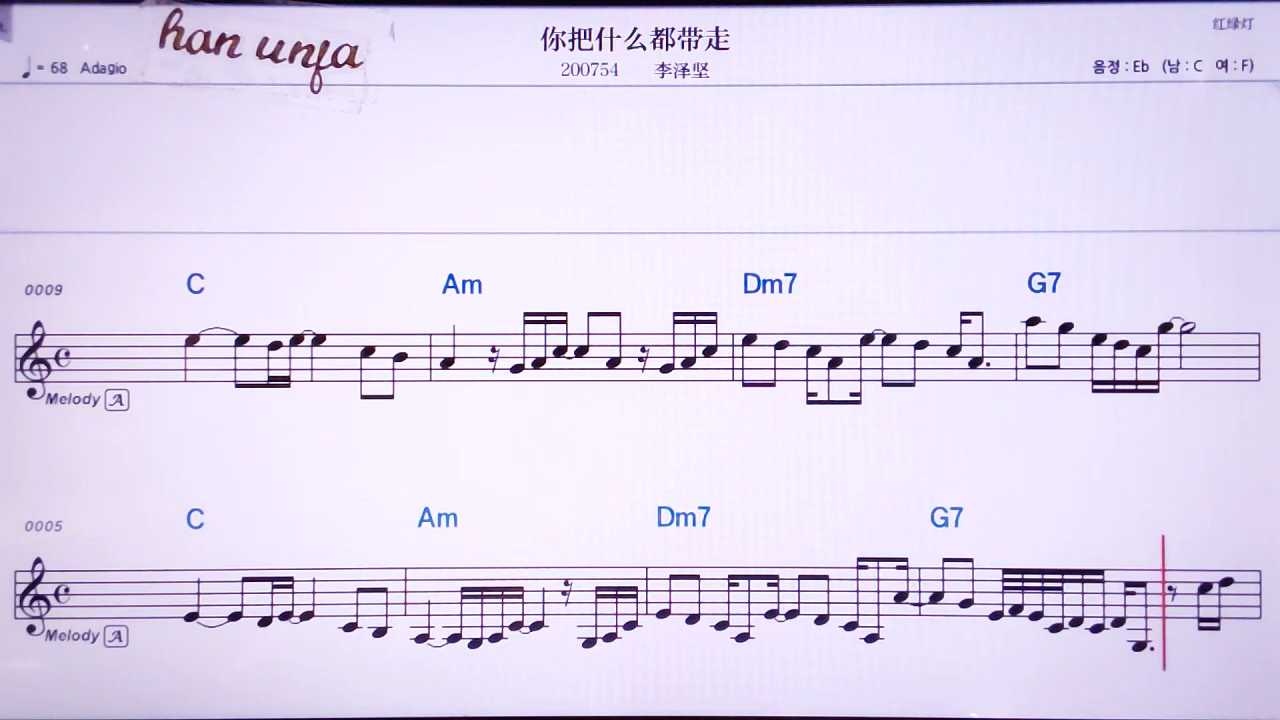 han unfa
你把什么都带走
红绿灯
♩= 68 Adagio
200754 李泽坚
음정 : Eb (남 : C 여 : F)
0009
C Am Dm7 G7
Melody A
0005
C Am Dm7 G7
Melody A